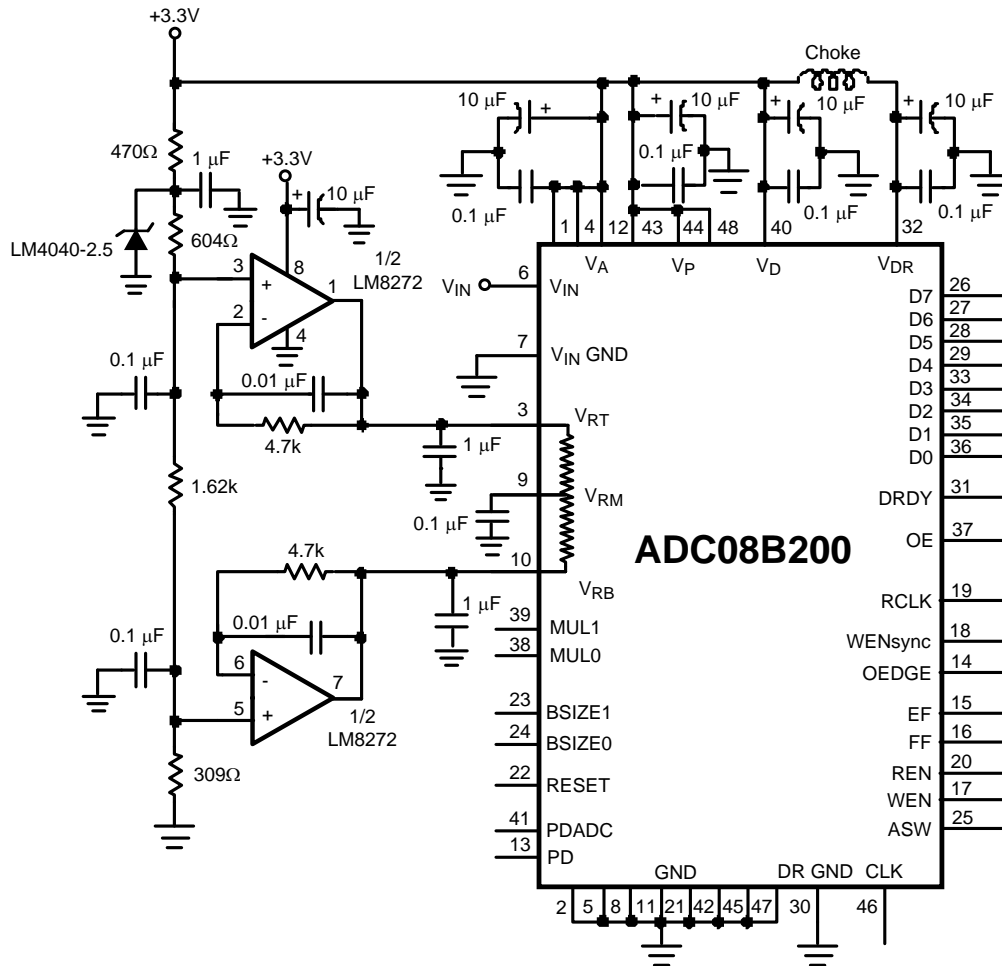 +3.3V
Choke
10 μF +
+ 10 μF
+ 10 μF
+ 10 μF
470Ω
1 μF
+3.3V
+ 10 μF
0.1 μF
0.1 μF
0.1 μF
0.1 μF
LM4040-2.5
604Ω
1/2
LM8272
1 4 12 43 44 48 40 32
VA
VP
VD
VDR
3 + 8 1
2 - 4
VIN 6 VIN
7 VIN GND
D7 26
D6 27
D5 28
D4 29
D3 33
D2 34
D1 35
D0 36
0.1 μF
0.01 μF
4.7k
1 μF
3 VRT
1.62k
9 VRM
0.1 μF
DRDY 31
OE 37
ADC08B200
4.7k
10 VRB
1 μF
0.01 μF
0.1 μF
6 - 7
5 +
1/2
LM8272
309Ω
39 MUL1
38 MUL0
23 BSIZE1
24 BSIZE0
22 RESET
41 PDADC
13 PD
RCLK 19
WENsync 18
OEDGE 14
EF 15
FF 16
REN 20
WEN 17
ASW 25
GND
DR GND
CLK
2 5 8 11 21 42 45 47 30 46